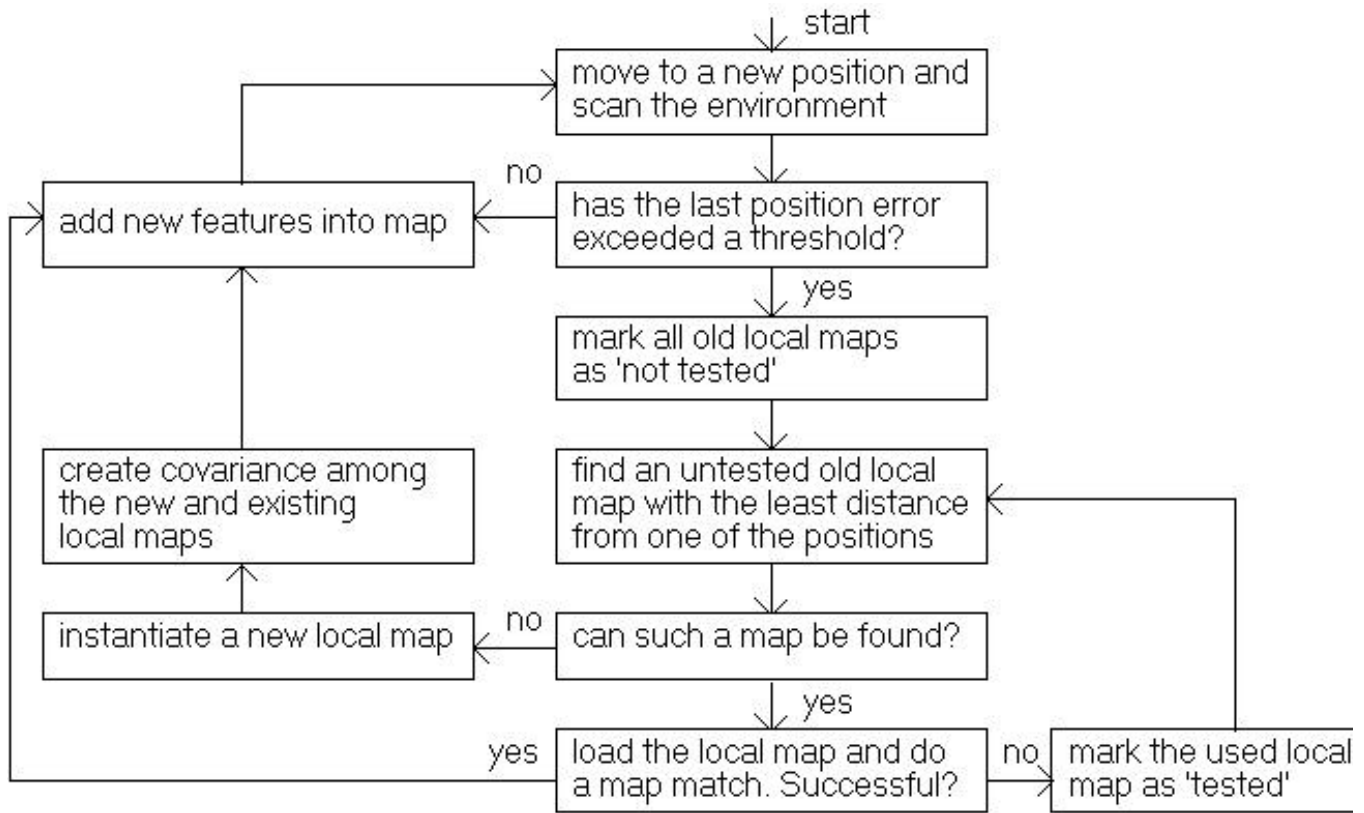 start
move to a new position and
scan the environment
no
add new features into map
has the last position error
exceeded a threshold?
yes
mark all old local maps
as 'not tested'
create covariance among
the new and existing
local maps
find an untested old local
map with the least distance
from one of the positions
instantiate a new local map
no
can such a map be found?
yes
yes
load the local map and do
a map match. Successful?
no
mark the used local
map as 'tested'